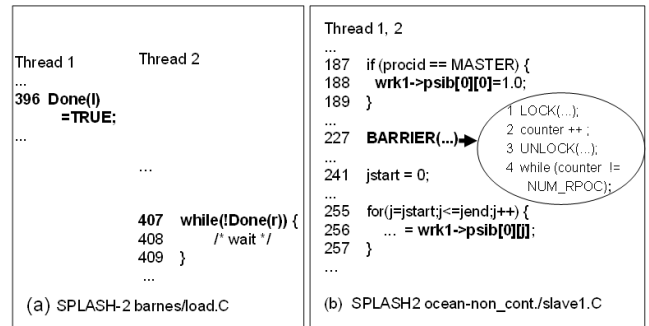 Thread 1
...
396 Done(l)
=TRUE;
...
Thread 2
...
407 while(!Done(r)) {
408 /* wait */
409 }
...
(a) SPLASH-2 barnes/load.C
Thread 1, 2
...
187 if (procid == MASTER) {
188 wrk1->psib[0][0]=1.0;
189 }
...
227 BARRIER(...)
...
241 jstart = 0;
...
255 for(j=jstart;j<=jend;j++) {
256 ... = wrk1->psib[0][j];
257 }
...
1 LOCK(...);
2 counter ++ ;
3 UNLOCK(...);
4 while (counter !=
NUM_RPOC);
(b) SPLASH2 ocean-non_cont./slave1.C